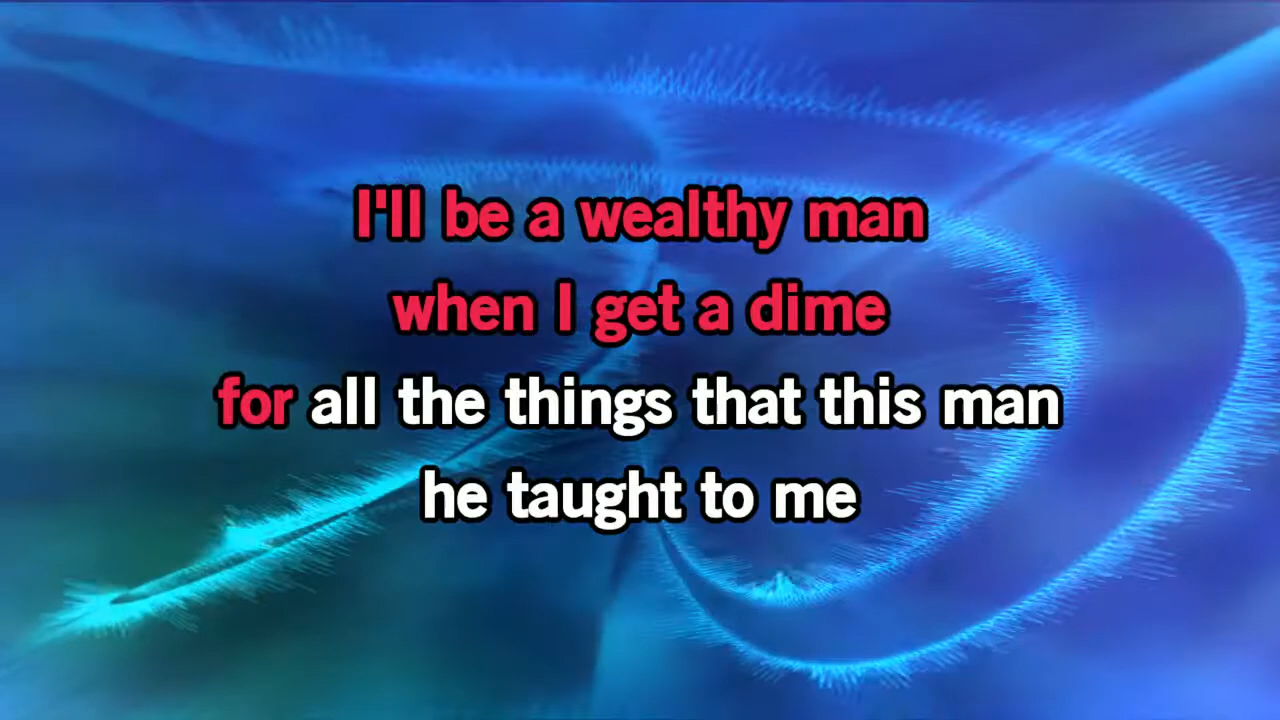 I'll be a wealthy man
when I get a dime
for all the things that this man
he taught to me